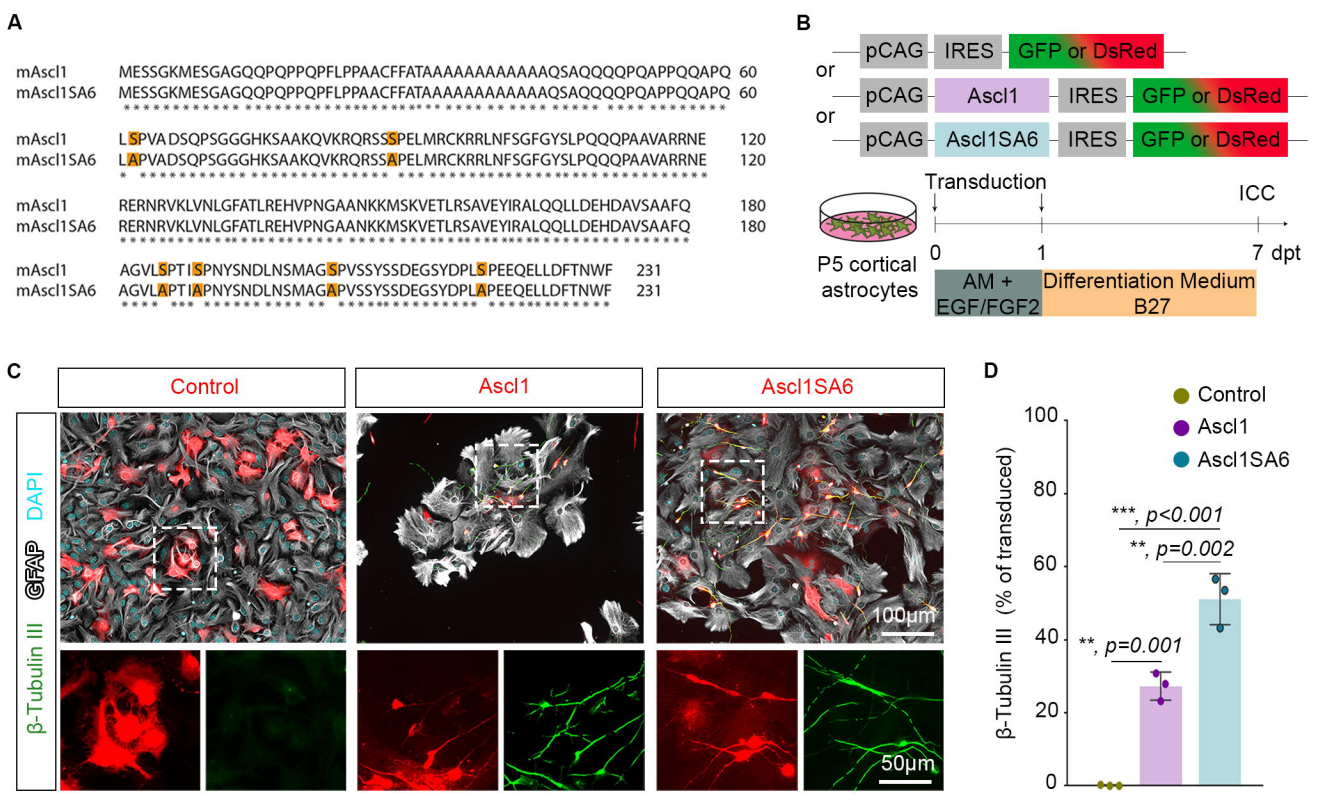 A
mAscl1 MESSGKMESGAGQQPQPPQPFLPPAACFFATAAAAAAAAAAAAAQSAQQQQPQAPPQQAPQ 60
mAscl1SA6 MESSGKMESGAGQQPQPPQPFLPPAACFFATAAAAAAAAAAAAAQSAQQQQPQAPPQQAPQ 60
mAscl1 LSPVADSQPSGGGHKSAAKQVKRQRSSSPELMRCKRRLNFSGFGYSLPQQQPAAVARRNE 120
mAscl1SA6 LAPVADSQPSGGGHKSAAKQVKRQRSSAPELMRCKRRLNFSGFGYSLPQQQPAAVARRNE 120
mAscl1 RERNRVKLVNLGFATLREHVPNGAANKKMSKVETLRSAVEYIRALQQLLDEHDAVSAAFQ 180
mAscl1SA6 RERNRVKLVNLGFATLREHVPNGAANKKMSKVETLRSAVEYIRALQQLLDEHDAVSAAFQ 180
mAscl1 AGVLSPTISPNYSNDLNSMAGSPVSSYSSDEGSYDPLSPEEQELLDFTNWF 231
mAscl1SA6 AGVLAPTIAPNYSNDLNSMAGAPVSSYSSDEGSYDPLAPEEQELLDFTNWF 231
B
pCAG IRES GFP or DsRed
or
pCAG Ascl1 IRES GFP or DsRed
or
pCAG Ascl1SA6 IRES GFP or DsRed
Transduction
ICC
0 1 7 dpt
P5 cortical
astrocytes
AM +
EGF/FGF2
Differentiation Medium
B27
C
Control Ascl1 Ascl1SA6
β-Tubulin III GFAP DAPI
100μm
50μm
D
Control
Ascl1
Ascl1SA6
β-Tubulin III (% of transduced)
100
80
60
40
20
0
***, p<0.001
**, p=0.002
**, p=0.001